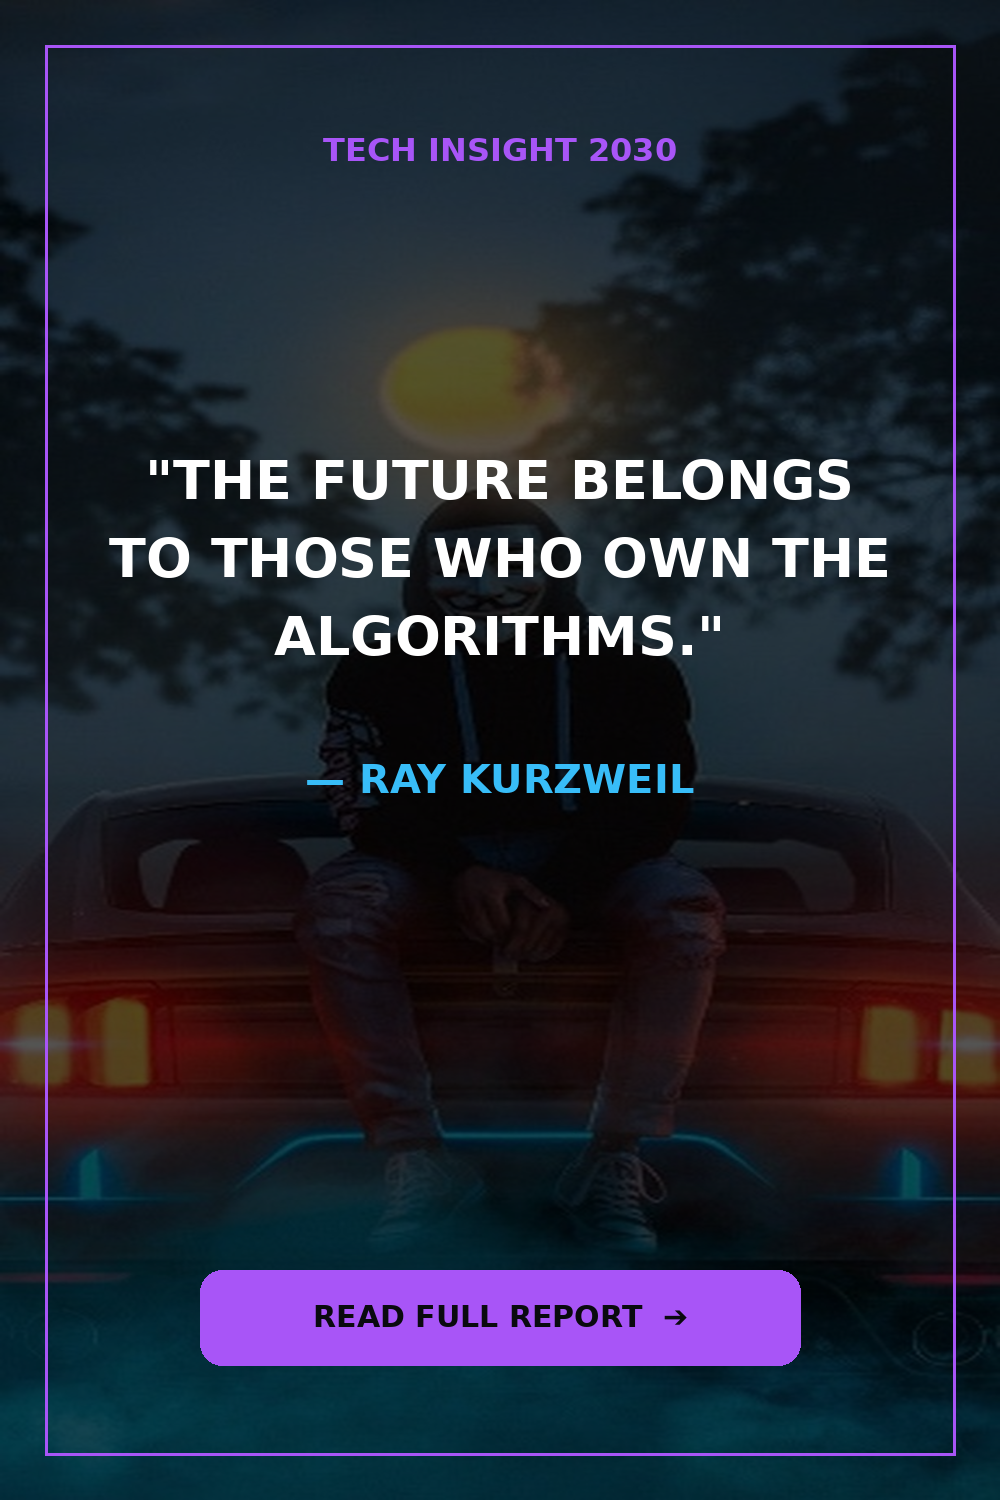 TECH INSIGHT 2030
"THE FUTURE BELONGS
TO THOSE WHO OWN THE
ALGORITHMS."
— RAY KURZWEIL
READ FULL REPORT ➔